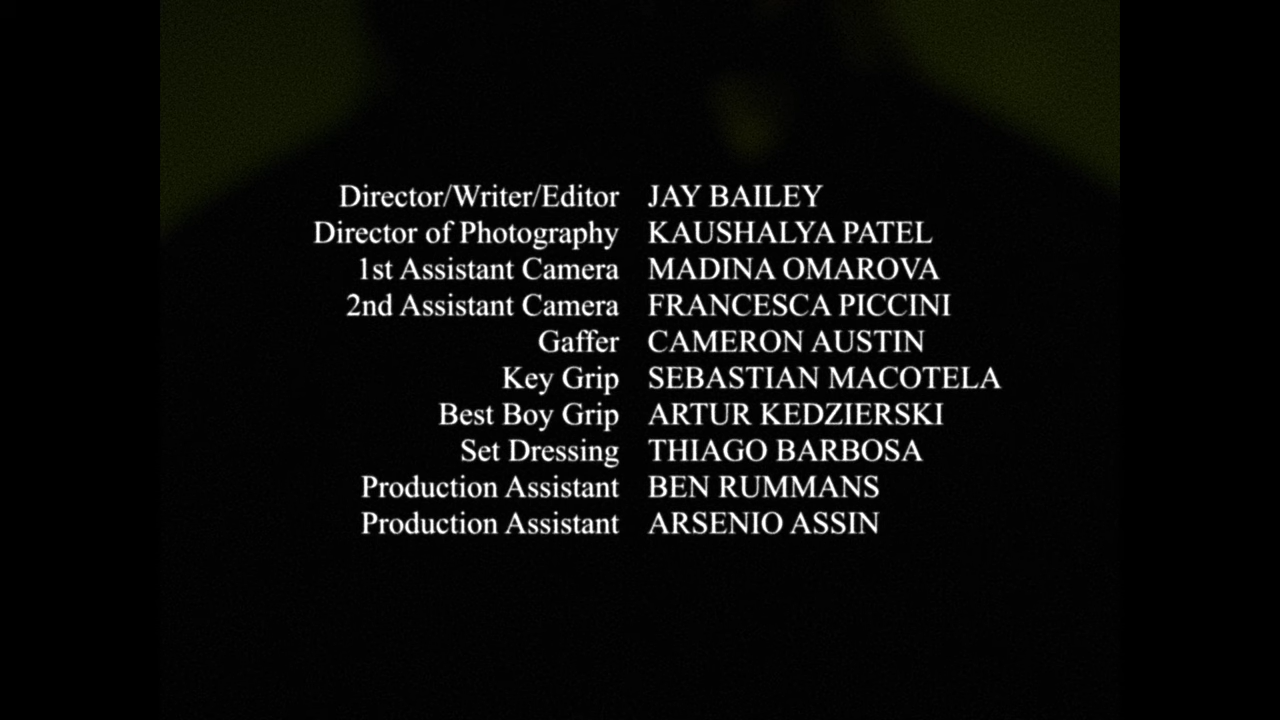 Director/Writer/Editor JAY BAILEY
Director of Photography KAUSHALYA PATEL
1st Assistant Camera MADINA OMAROVA
2nd Assistant Camera FRANCESCA PICCINI
Gaffer CAMERON AUSTIN
Key Grip SEBASTIAN MACOTELA
Best Boy Grip ARTUR KEDZIERSKI
Set Dressing THIAGO BARBOSA
Production Assistant BEN RUMMANS
Production Assistant ARSENIO ASSIN